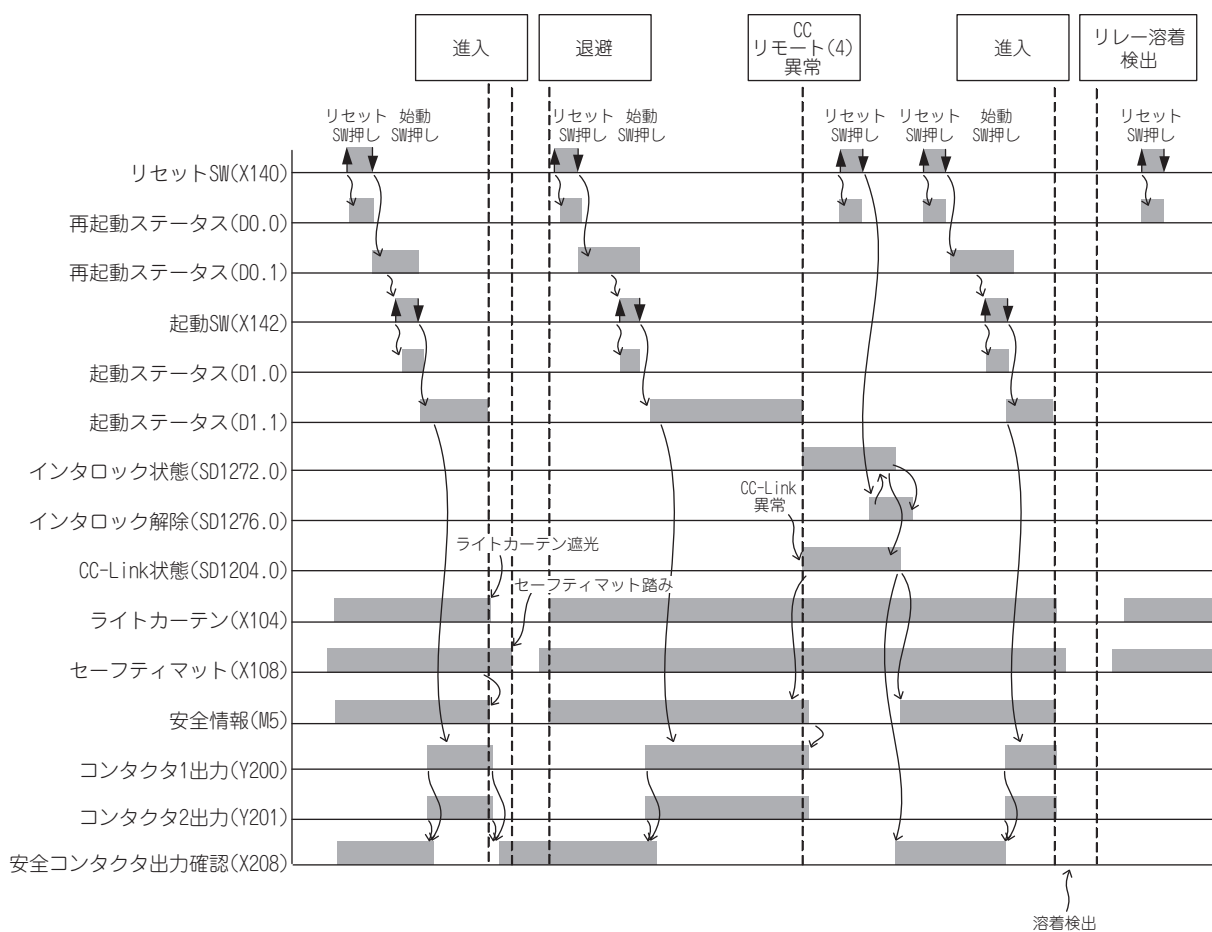 進入
退避
CC
リモート(4)
異常
進入
リレー溶着
検出
リセット
SW押し
始動
SW押し
リセット
SW押し
始動
SW押し
リセット
SW押し
リセット
SW押し
始動
SW押し
リセット
SW押し
リセットSW(X140)
再起動ステータス(D0.0)
再起動ステータス(D0.1)
起動SW(X142)
起動ステータス(D1.0)
起動ステータス(D1.1)
インタロック状態(SD1272.0)
CC-Link
異常
インタロック解除(SD1276.0)
ライトカーテン遮光
CC-Link状態(SD1204.0)
セーフティマット踏み
ライトカーテン(X104)
セーフティマット(X108)
安全情報(M5)
コンタクタ1出力(Y200)
コンタクタ2出力(Y201)
安全コンタクタ出力確認(X208)
溶着検出